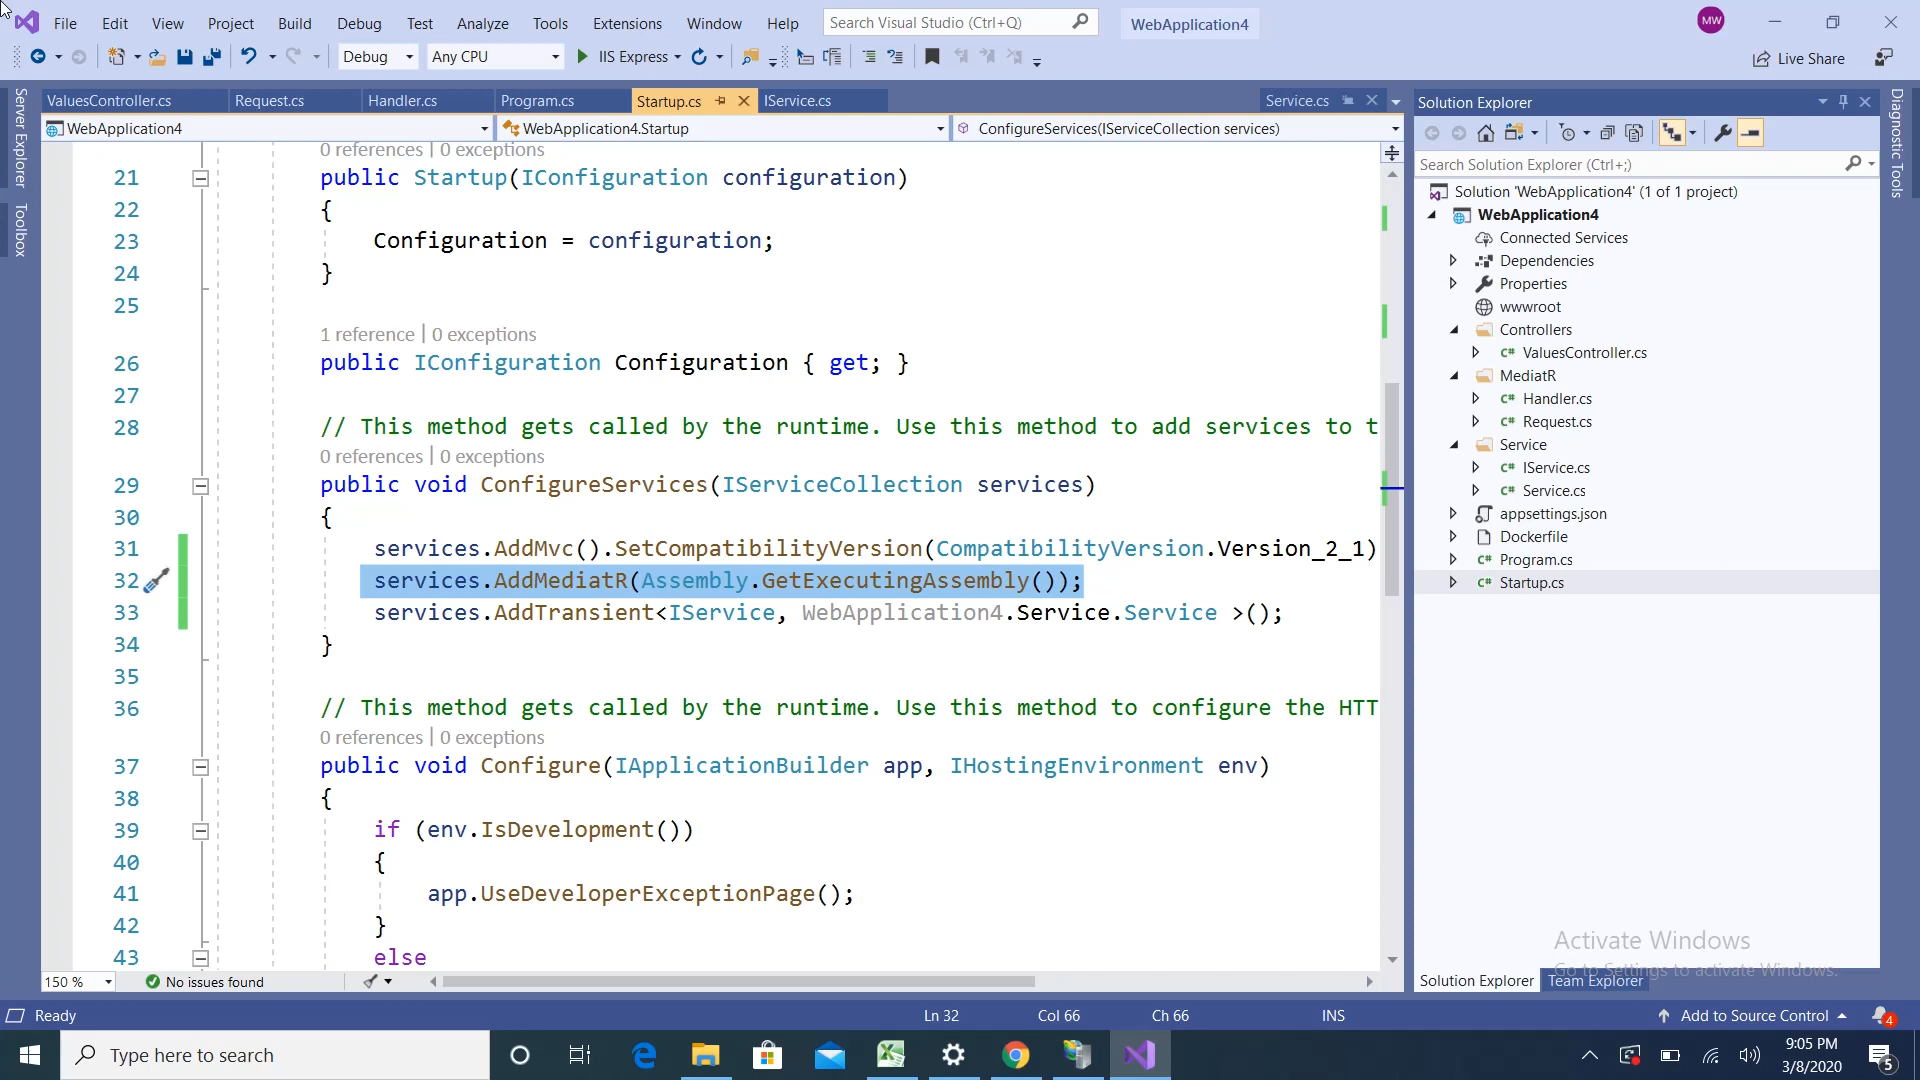 File Edit View Project Build Debug Test Analyze Tools Extensions Window Help Search Visual Studio (Ctrl+Q) WebApplication4 MW
Debug Any CPU IIS Express Live Share
ValuesController.cs Request.cs Handler.cs Program.cs Startup.cs IService.cs Service.cs
WebApplication4 WebApplication4.Startup ConfigureServices(IServiceCollection services)
Server Explorer
Toolbox
0 references | 0 exceptions
21 public Startup(IConfiguration configuration)
22 {
23 Configuration = configuration;
24 }
25
1 reference | 0 exceptions
26 public IConfiguration Configuration { get; }
27
28 // This method gets called by the runtime. Use this method to add services to t
0 references | 0 exceptions
29 public void ConfigureServices(IServiceCollection services)
30 {
31 services.AddMvc().SetCompatibilityVersion(CompatibilityVersion.Version_2_1)
32 services.AddMediatR(Assembly.GetExecutingAssembly());
33 services.AddTransient<IService, WebApplication4.Service.Service >();
34 }
35
36 // This method gets called by the runtime. Use this method to configure the HTT
0 references | 0 exceptions
37 public void Configure(IApplicationBuilder app, IHostingEnvironment env)
38 {
39 if (env.IsDevelopment())
40 {
41 app.UseDeveloperExceptionPage();
42 }
43 else
150 % No issues found
Solution Explorer
Search Solution Explorer (Ctrl+;)
Solution 'WebApplication4' (1 of 1 project)
WebApplication4
Connected Services
Dependencies
Properties
wwwroot
Controllers
C# ValuesController.cs
MediatR
C# Handler.cs
C# Request.cs
Service
C# IService.cs
C# Service.cs
appsettings.json
Dockerfile
C# Program.cs
C# Startup.cs
Activate Windows
Go to Settings to activate Windows.
Solution Explorer Team Explorer
Diagnostic Tools
Ready Ln 32 Col 66 Ch 66 INS Add to Source Control 4
Type here to search 9:05 PM
3/8/2020 5